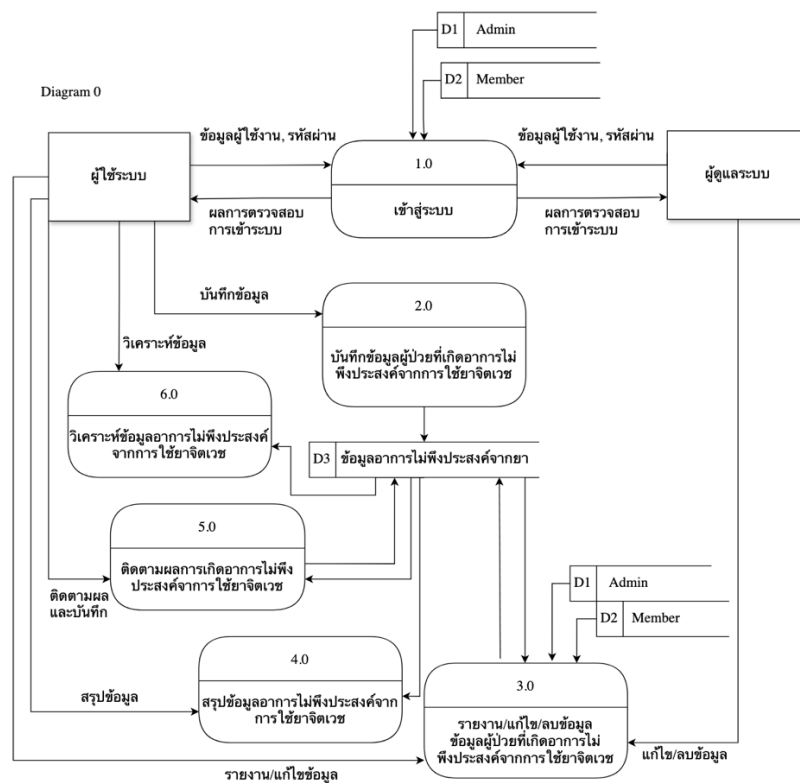 D1 Admin
D2 Member
Diagram 0
ผู้ใช้ระบบ
ข้อมูลผู้ใช้งาน, รหัสผ่าน
1.0
เข้าสู่ระบบ
ข้อมูลผู้ใช้งาน, รหัสผ่าน
ผู้ดูแลระบบ
ผลการตรวจสอบ
การเข้าระบบ
ผลการตรวจสอบ
การเข้าระบบ
บันทึกข้อมูล
2.0
บันทึกข้อมูลผู้ป่วยที่เกิดอาการไม่
พึงประสงค์จากการใช้ยาจิตเวช
วิเคราะห์ข้อมูล
6.0
วิเคราะห์ข้อมูลอาการไม่พึงประสงค์
จากการใช้ยาจิตเวช
D3 ข้อมูลอาการไม่พึงประสงค์จากยา
5.0
ติดตามผลการเกิดอาการไม่พึง
ประสงค์จาการใช้ยาจิตเวช
ติดตามผล
และบันทึก
D1 Admin
D2 Member
4.0
สรุปข้อมูลอาการไม่พึงประสงค์จาก
การใช้ยาจิตเวช
สรุปข้อมูล
3.0
รายงาน/แก้ไข/ลบข้อมูล
ข้อมูลผู้ป่วยที่เกิดอาการไม่
พึงประสงค์จากการใช้ยาจิตเวช
แก้ไข/ลบข้อมูล
รายงาน/แก้ไขข้อมูล